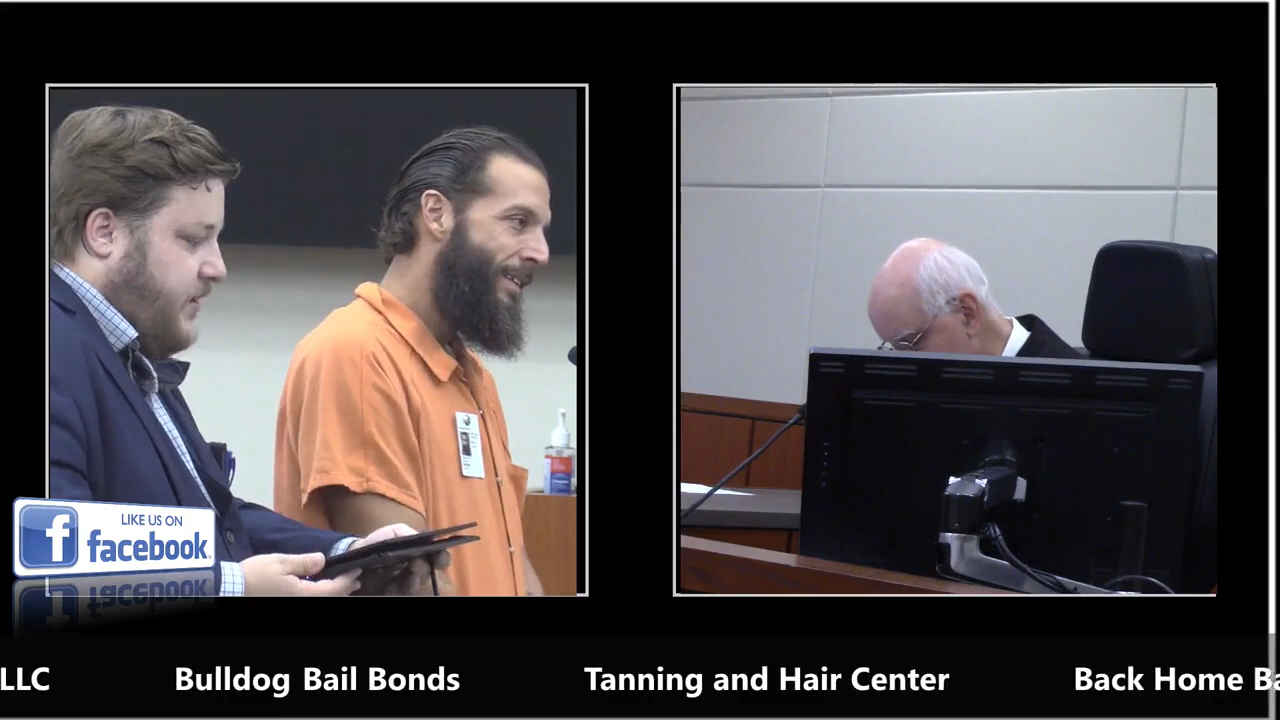 LIKE US ON
facebook
LLC Bulldog Bail Bonds Tanning and Hair Center Back Home Ba